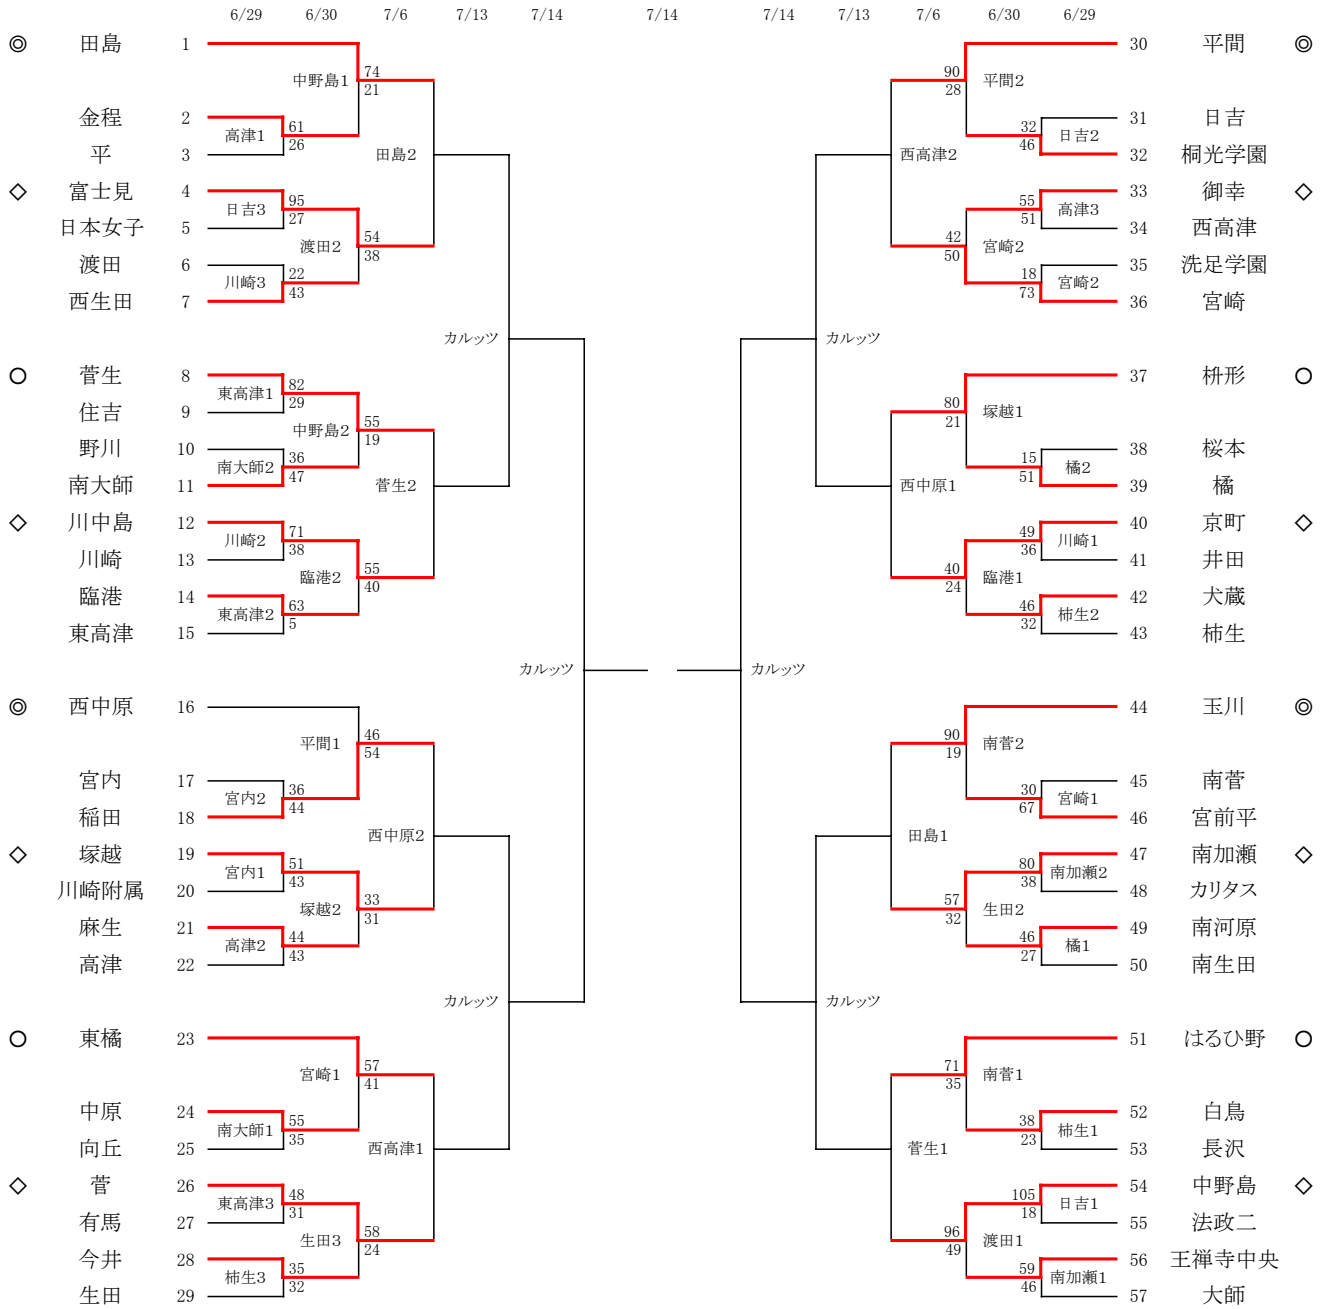 6/29 6/30 7/6 7/13 7/14 7/14 7/14 7/13 7/6 6/30 6/29
◎ 田島 1 30 平間 ◎
中野島1 74 21 90 28 平間2
金程 2 31 日吉
高津1 61 26 32 46 日吉2
平 3 田島2 西高津2 32 桐光学園
◇ 富士見 4 33 御幸 ◇
日吉3 95 27 55 51 高津3
日本女子 5 34 西高津
渡田2 54 38 42 50 宮崎2
渡田 6 35 洗足学園
川崎3 22 43 18 73 宮崎2
西生田 7 36 宮崎
カルッツ カルッツ
○ 菅生 8 37 枡形 ○
東高津1 82 29
住吉 9 80 21 塚越1
中野島2 55 19
野川 10 38 桜本
南大師2 36 47 15 51 橘2
南大師 11 菅生2 西中原1 39 橘
◇ 川中島 12 40 京町 ◇
川崎2 71 38 49 36 川崎1
川崎 13 41 井田
臨港2 55 40 40 24 臨港1
臨港 14 42 犬蔵
東高津2 63 5 46 32 柿生2
東高津 15 43 柿生
カルッツ カルッツ
◎ 西中原 16 44 玉川 ◎
平間1 46 54 90 19 南菅2
宮内 17 45 南菅
宮内2 36 44 30 67 宮崎1
稲田 18 46 宮前平
西中原2 田島1
◇ 塚越 19 47 南加瀬 ◇
宮内1 51 43 80 38 南加瀬2
川崎附属 20 48 カリタス
塚越2 33 31 57 32 生田2
麻生 21 49 南河原
高津2 44 43 46 27 橘1
高津 22 50 南生田
カルッツ カルッツ
○ 東橘 23 51 はるひ野 ○
宮崎1 57 41 71 35 南菅1
中原 24 52 白鳥
南大師1 55 35 38 23 柿生1
向丘 25 西高津1 菅生1 53 長沢
◇ 菅 26 54 中野島 ◇
東高津3 48 31 105 18 日吉1
有馬 27 55 法政二
生田3 58 24 96 49 渡田1
今井 28 56 王禅寺中央
柿生3 35 32 59 46 南加瀬1
生田 29 57 大師